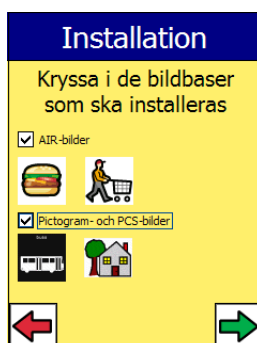 Installation
Kryssa i de bildbaser
som ska installeras
AIR-bilder
Pictogram- och PCS-bilder